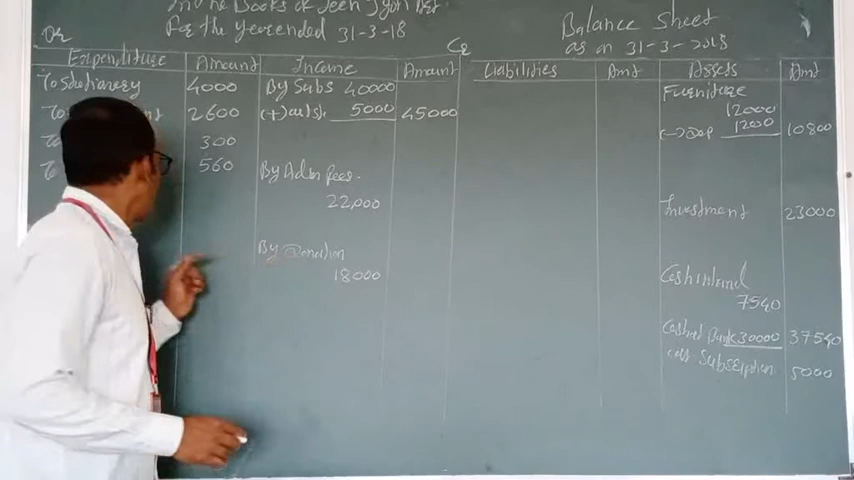 In the Books of Jeen Jyoti
For the year ended 31-3-18
Dr
Cr
Expenditure Amount Income Amount
To Stationery 4000 By Subs 40000
To 2600 (+) outs. 5000 45000
300
To 560
By Adm fees.
22,000
By Donation
18000
Balance Sheet
as on 31-3-2018
Liabilities Amt Assets Amt
Furniture
12000
(-) Dep 1200 10800
Investment 23000
Cash in hand
7540
Cash at Bank 30000 37540
Subscription 5000